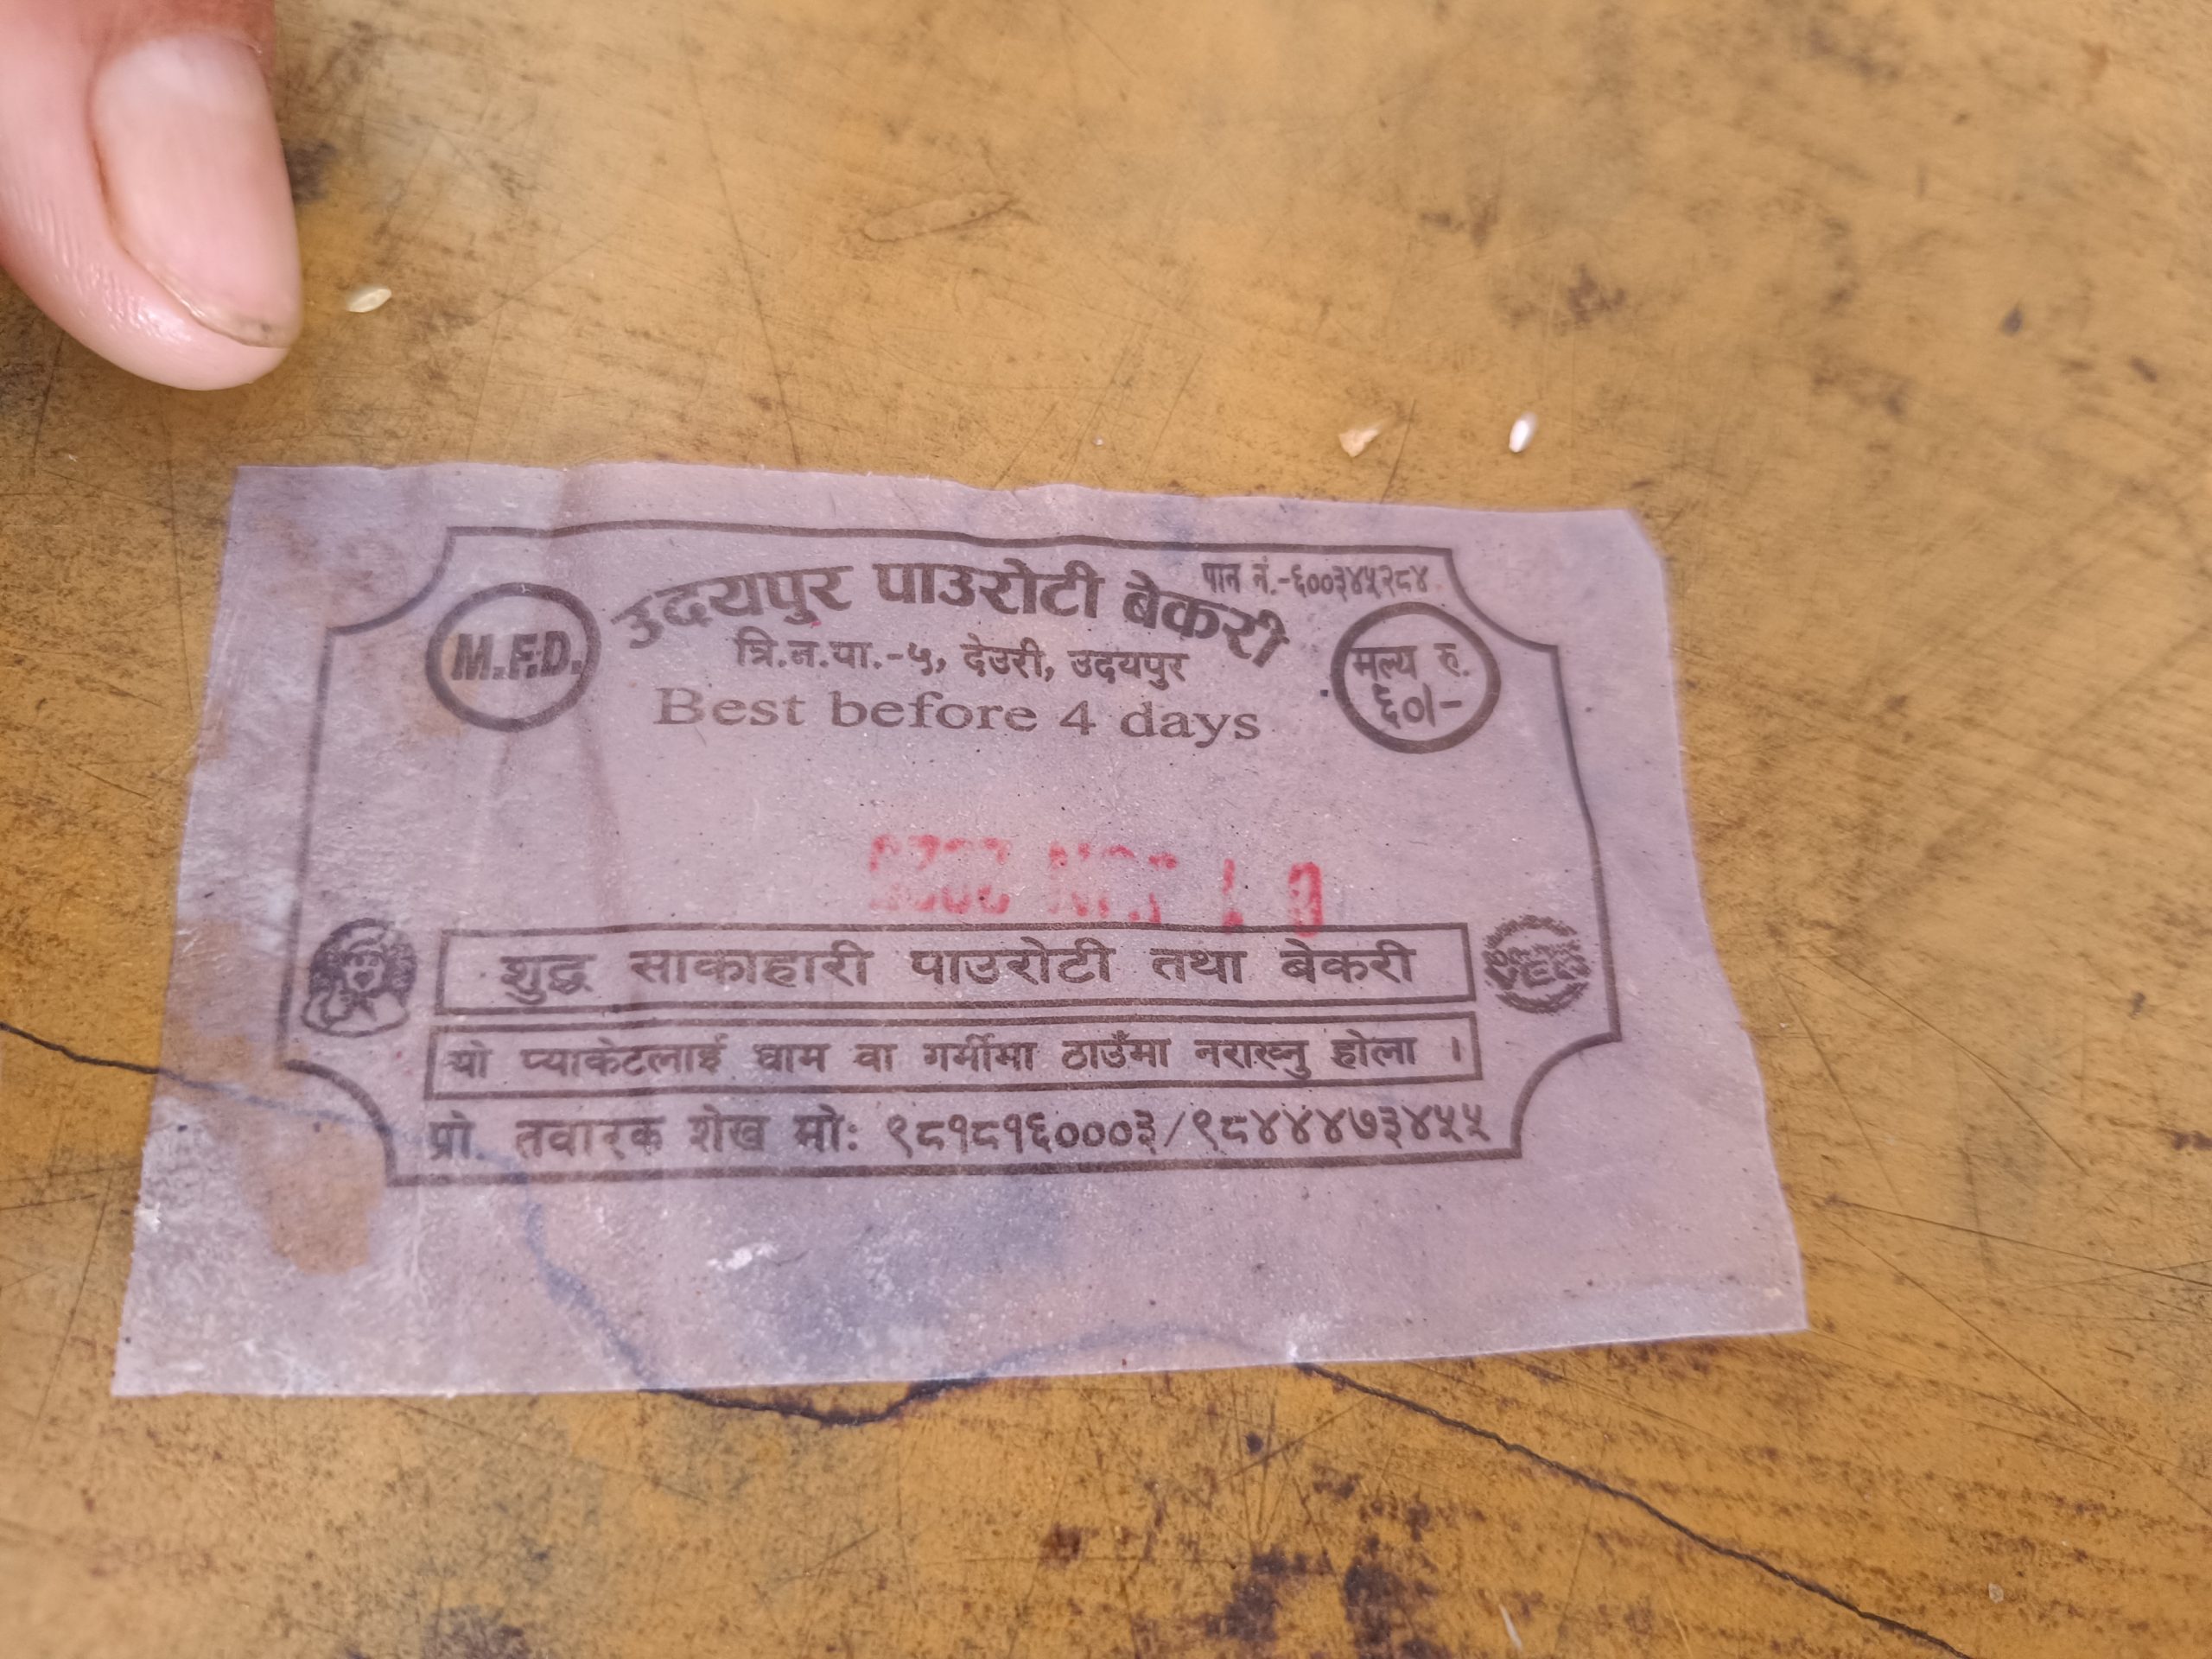 उदयपुर पाउरोटी बेकरी
पान नं.-६००३४५२८४
M.F.D.
त्रि.न.पा.-५, देउरी, उदयपुर
मूल्य रु.
६०/-
Best before 4 days
शुद्ध साकाहारी पाउरोटी तथा बेकरी
यो प्याकेटलाई घाम वा गर्मीमा ठाउँमा नराख्नु होला ।
प्रो. तवारक शेख मो: ९८१८१६०००३/९८४४४७३४५५